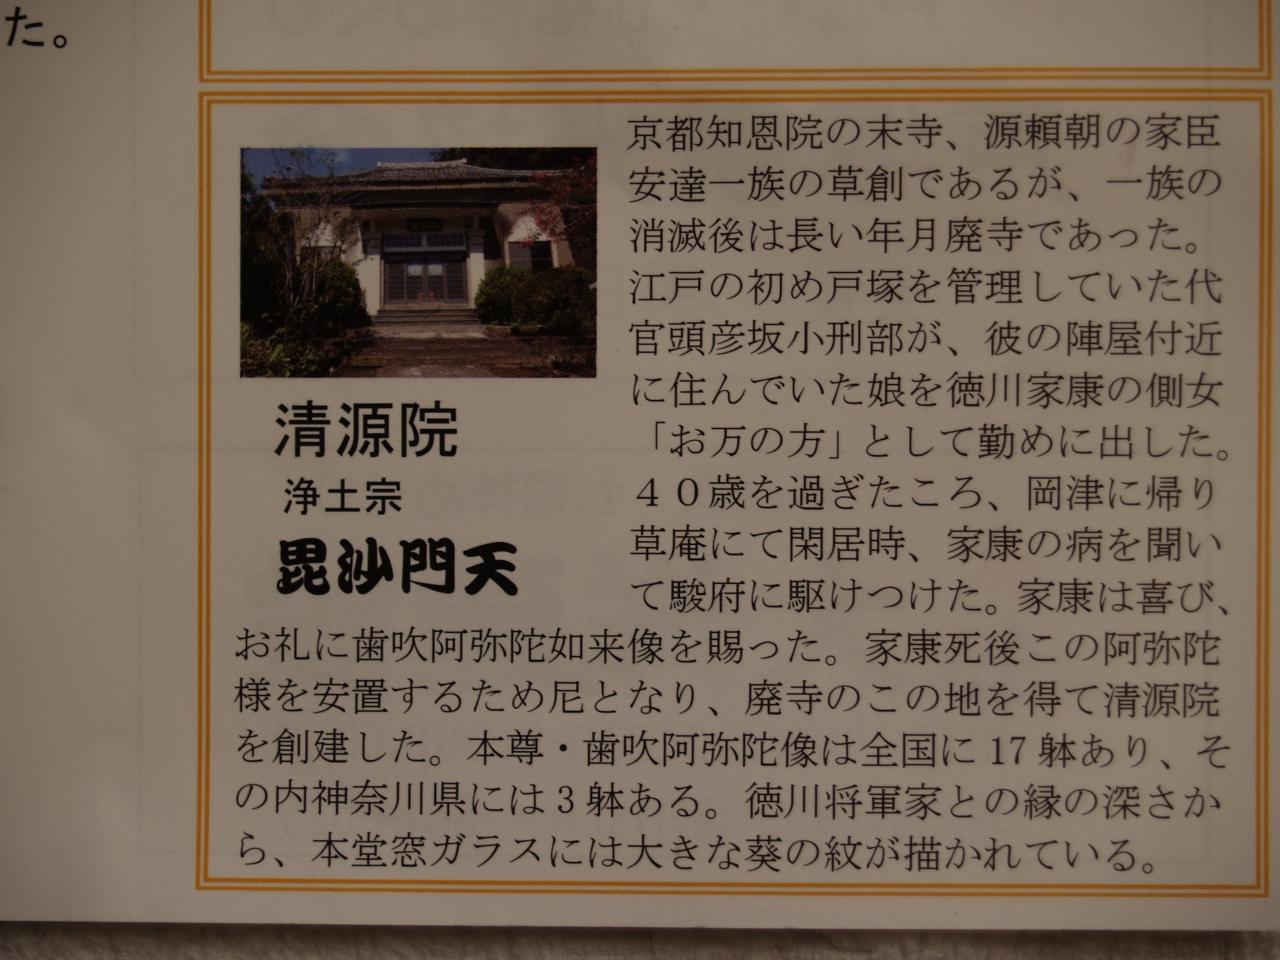 た。
清源院
浄土宗
毘沙門天
京都知恩院の末寺、源頼朝の家臣
安達一族の草創であるが、一族の
消滅後は長い年月廃寺であった。
江戸の初め戸塚を管理していた代
官頭彦坂小刑部が、彼の陣屋付近
に住んでいた娘を徳川家康の側女
「お万の方」として勤めに出した。
４０歳を過ぎたころ、岡津に帰り
草庵にて閑居時、家康の病を聞い
て駿府に駆けつけた。家康は喜び、
お礼に歯吹阿弥陀如来像を賜った。家康死後この阿弥陀
様を安置するため尼となり、廃寺のこの地を得て清源院
を創建した。本尊・歯吹阿弥陀像は全国に 17 躰あり、そ
の内神奈川県には 3 躰ある。徳川将軍家との縁の深さか
ら、本堂窓ガラスには大きな葵の紋が描かれている。